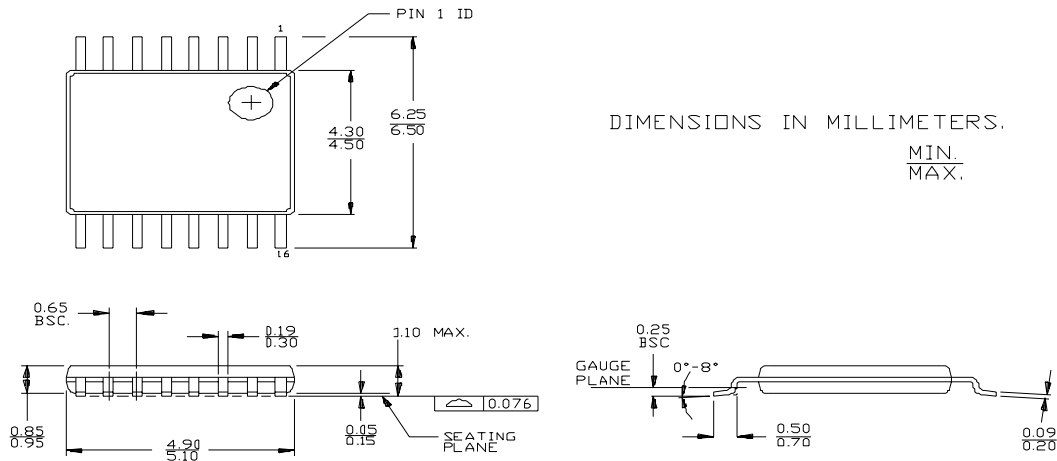 PIN 1 ID
1
6.25
6.50
4.30
4.50
DIMENSIONS IN MILLIMETERS.
MIN.
MAX.
16
0.65
BSC.
0.19
0.30
1.10 MAX.
0.25
BSC
GAUGE
PLANE
0°-8°
0.076
0.85
0.95
4.90
5.10
0.05
0.15
SEATING
PLANE
0.50
0.70
0.09
0.20